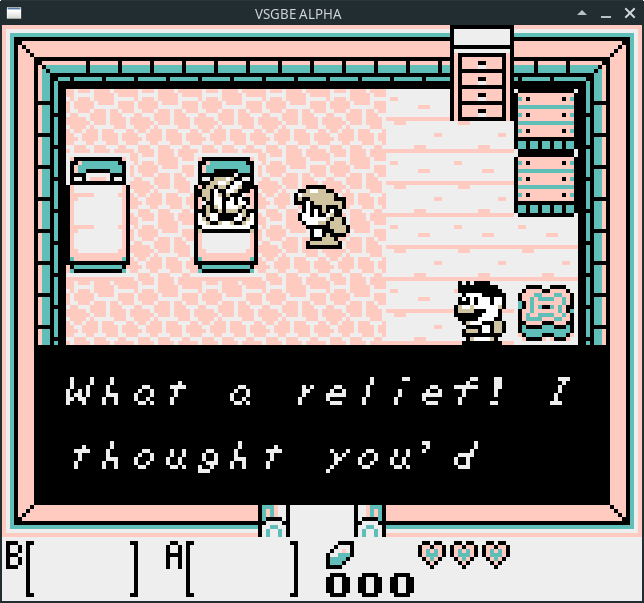 VSGBE ALPHA
What a relief! I
thought you'd
B[ ] A[ ] 000